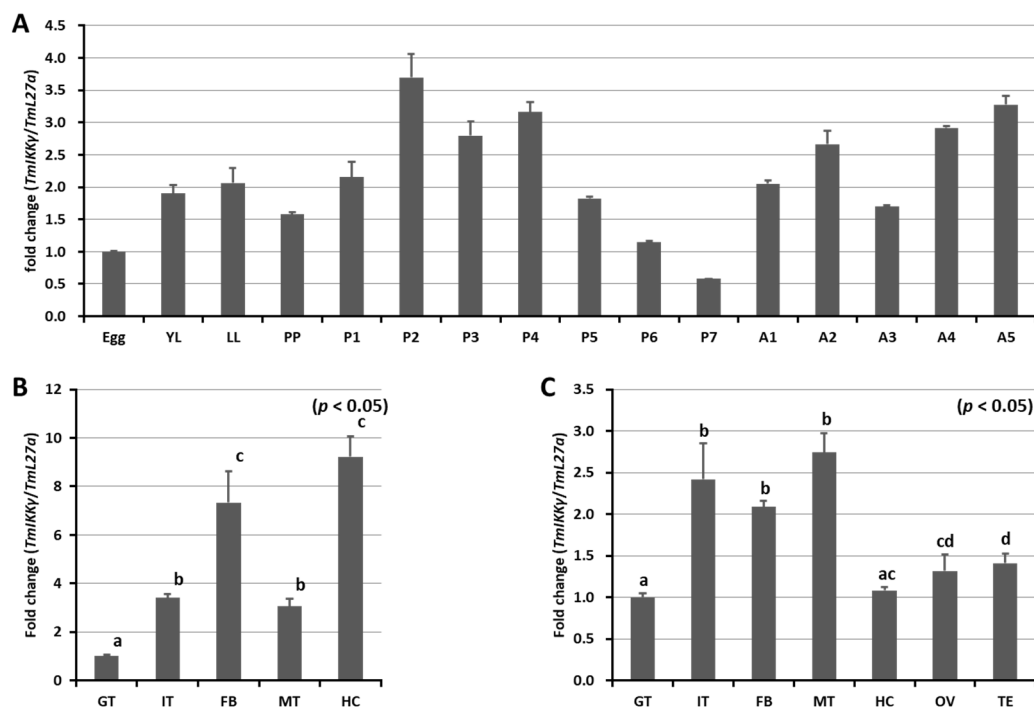 A
fold change (TmIKKγ/TmL27a)
4.5
4.0
3.5
3.0
2.5
2.0
1.5
1.0
0.5
0.0
Egg YL LL PP P1 P2 P3 P4 P5 P6 P7 A1 A2 A3 A4 A5
B
(p < 0.05)
Fold change (TmIKKγ/TmL27a)
12
10
8
6
4
2
0
a b c b c
GT IT FB MT HC
C
(p < 0.05)
Fold change (TmIKKγ/TmL27a)
3.5
3.0
2.5
2.0
1.5
1.0
0.5
0.0
a b b b ac cd d
GT IT FB MT HC OV TE